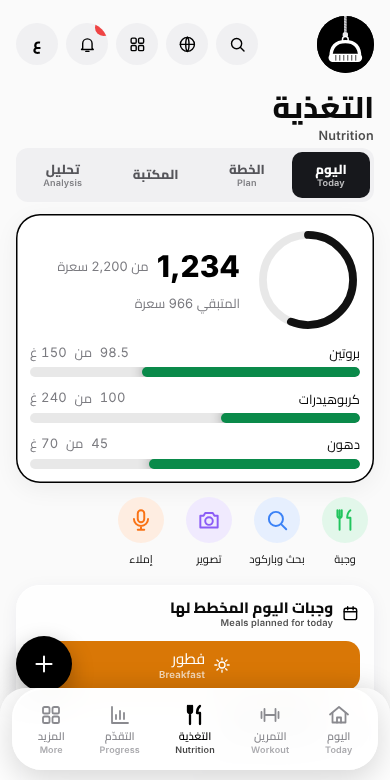 ع
التغذية
Nutrition
اليوم
Today
الخطة
Plan
المكتبة
تحليل
Analysis
1,234 من 2,200 سعرة
المتبقي 966 سعرة
بروتين 98.5 من 150 غ
كربوهيدرات 100 من 240 غ
دهون 45 من 70 غ
وجبة
بحث وباركود
تصوير
إملاء
وجبات اليوم المخطط لها
Meals planned for today
فطور
Breakfast
اليوم
Today
التمرين
Workout
التغذية
Nutrition
التقدّم
Progress
المزيد
More